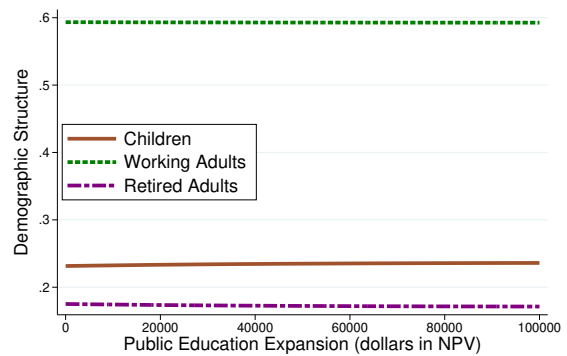 .6
.5
.4
.3
.2
Demographic Structure
Children
Working Adults
Retired Adults
0 20000 40000 60000 80000 100000
Public Education Expansion (dollars in NPV)